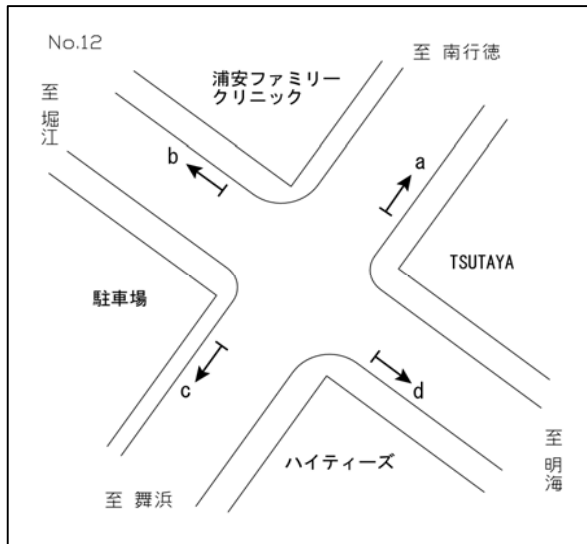 No.12
至 南行徳
浦安ファミリー
クリニック
至 堀江
b
a
TSUTAYA
駐車場
c
d
ハイティーズ
至 舞浜
至 明海